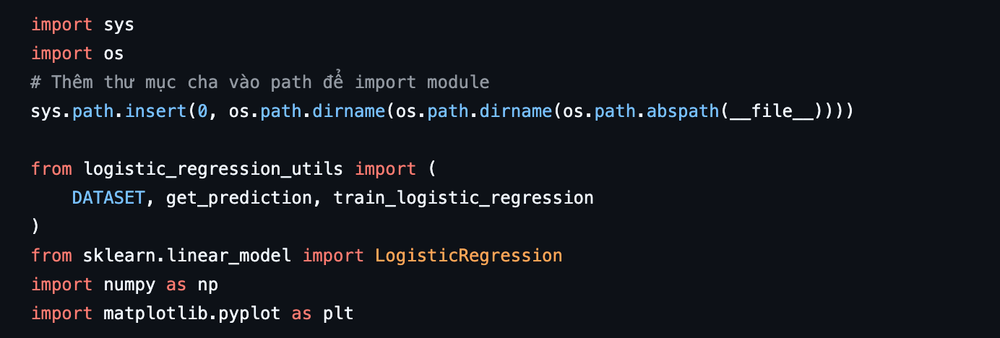 import sys
import os
# Thêm thư mục cha vào path để import module
sys.path.insert(0, os.path.dirname(os.path.dirname(os.path.abspath(__file__))))

from logistic_regression_utils import (
    DATASET, get_prediction, train_logistic_regression
)
from sklearn.linear_model import LogisticRegression
import numpy as np
import matplotlib.pyplot as plt